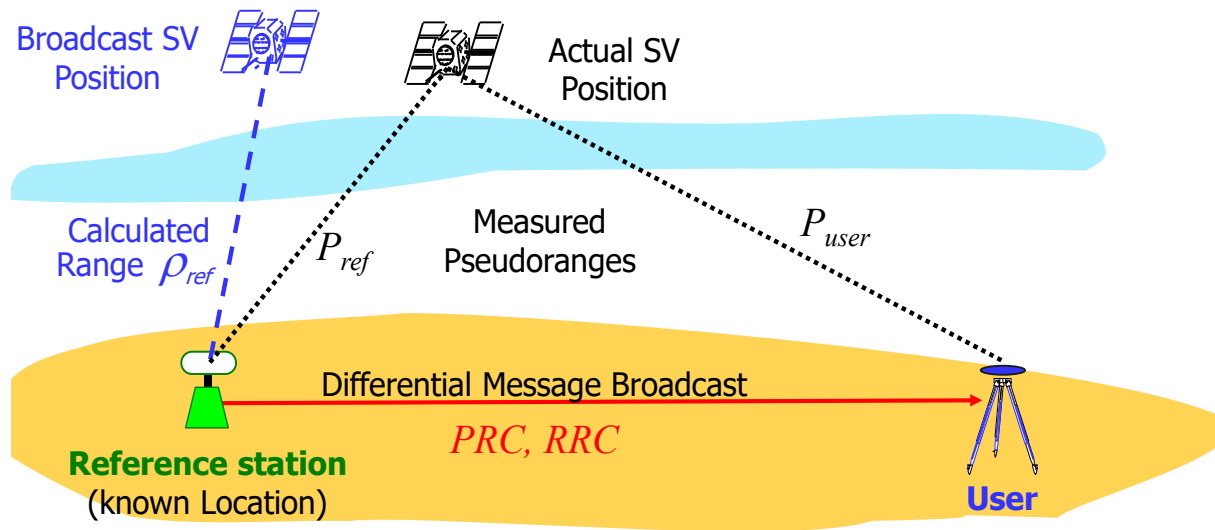 Broadcast SV
Position
Actual SV
Position
Calculated
Range ρref
Pref
Measured
Pseudoranges
Puser
Differential Message Broadcast
PRC, RRC
Reference station
(known Location)
User